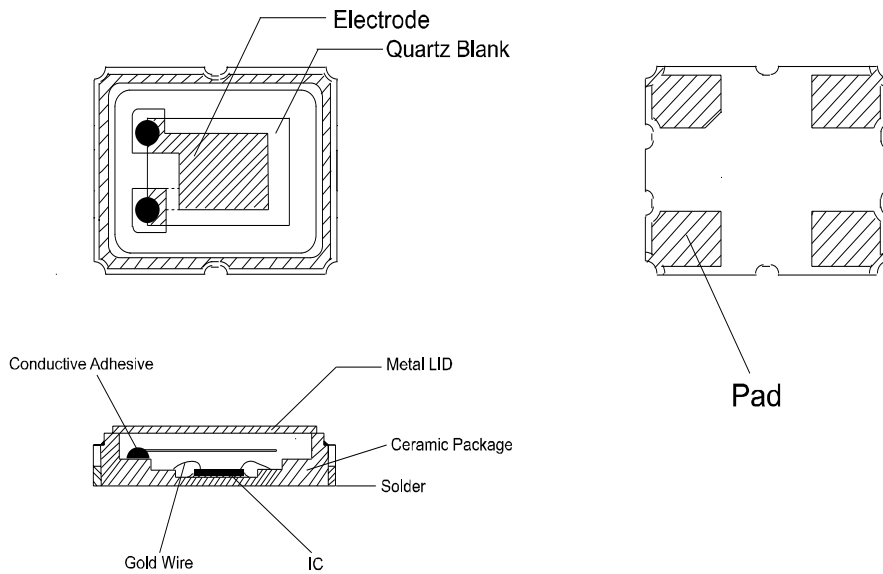 Electrode
Quartz Blank
Pad
Conductive Adhesive
Metal LID
Ceramic Package
Solder
Gold Wire
IC